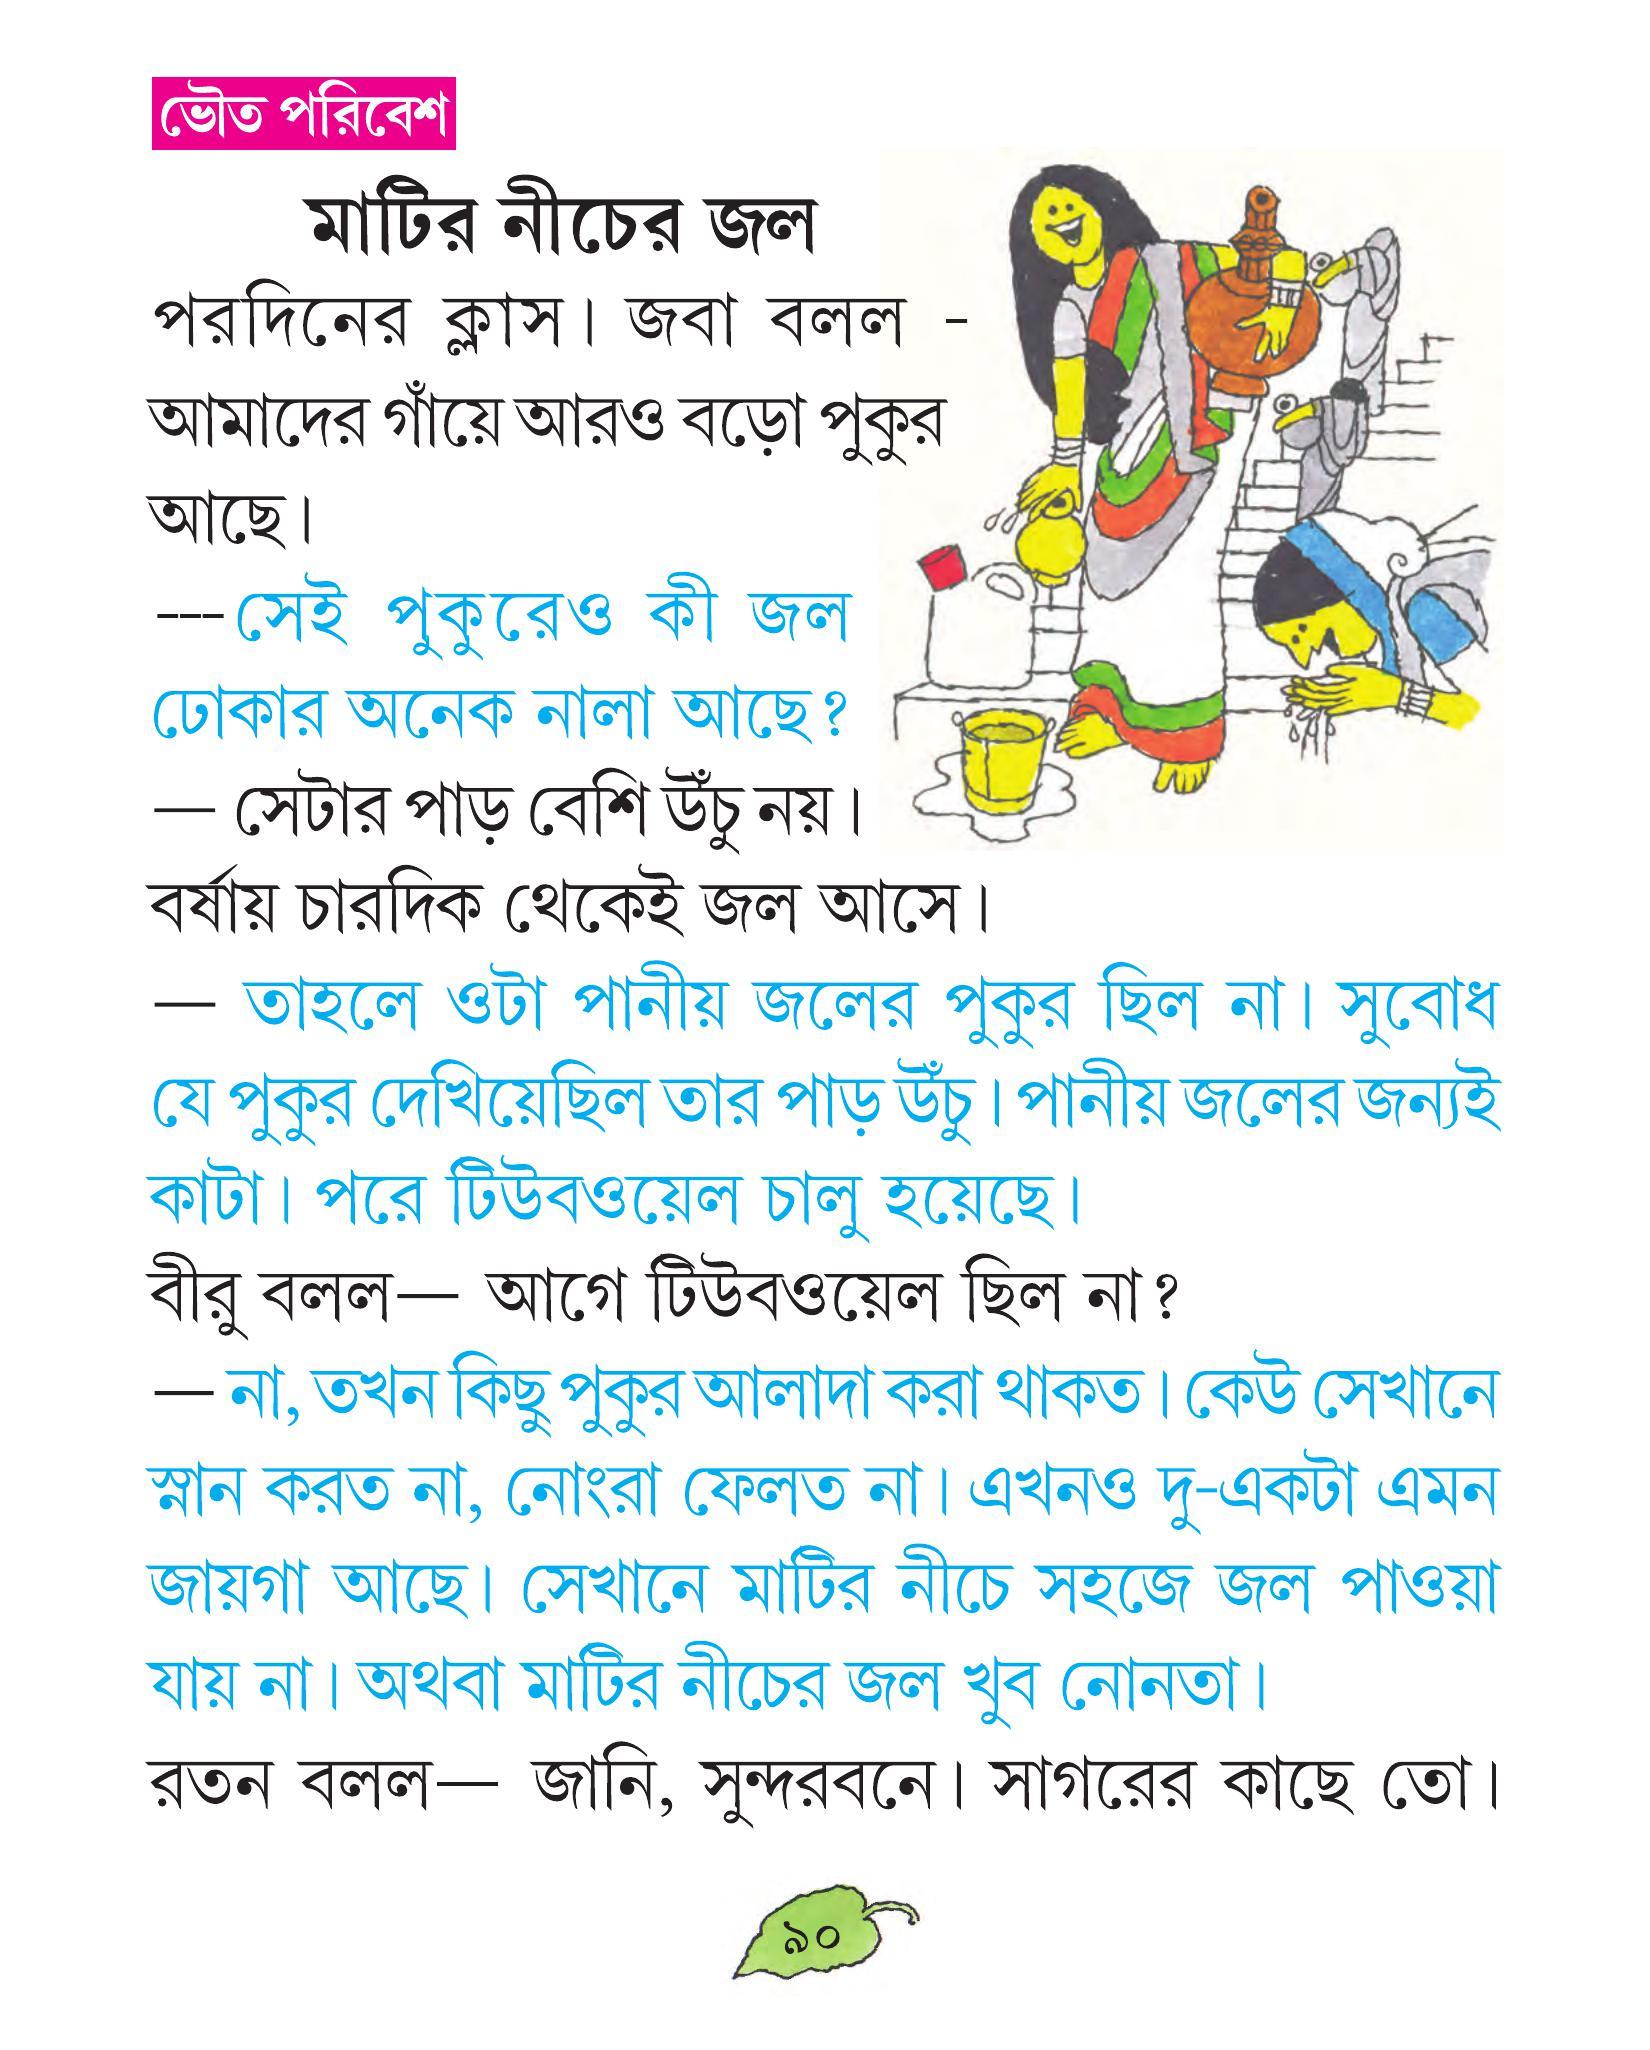 ভৌত পরিবেশ
মাটির নীচের জল
পরদিনের ক্লাস। জবা বলল -
আমাদের গাঁয়ে আরও বড়ো পুকুর
আছে।
---সেই পুকুরেও কী জল
ঢোকার অনেক নালা আছে?
— সেটার পাড় বেশি উঁচু নয়।
বর্ষায় চারদিক থেকেই জল আসে।
— তাহলে ওটা পানীয় জলের পুকুর ছিল না। সুবোধ
যে পুকুর দেখিয়েছিল তার পাড় উঁচু। পানীয় জলের জন্যই
কাটা। পরে টিউবওয়েল চালু হয়েছে।
বীরু বলল— আগে টিউবওয়েল ছিল না?
— না, তখন কিছু পুকুর আলাদা করা থাকত। কেউ সেখানে
স্নান করত না, নোংরা ফেলত না। এখনও দু-একটা এমন
জায়গা আছে। সেখানে মাটির নীচে সহজে জল পাওয়া
যায় না। অথবা মাটির নীচের জল খুব নোনতা।
রতন বলল— জানি, সুন্দরবনে। সাগরের কাছে তো।
৯০